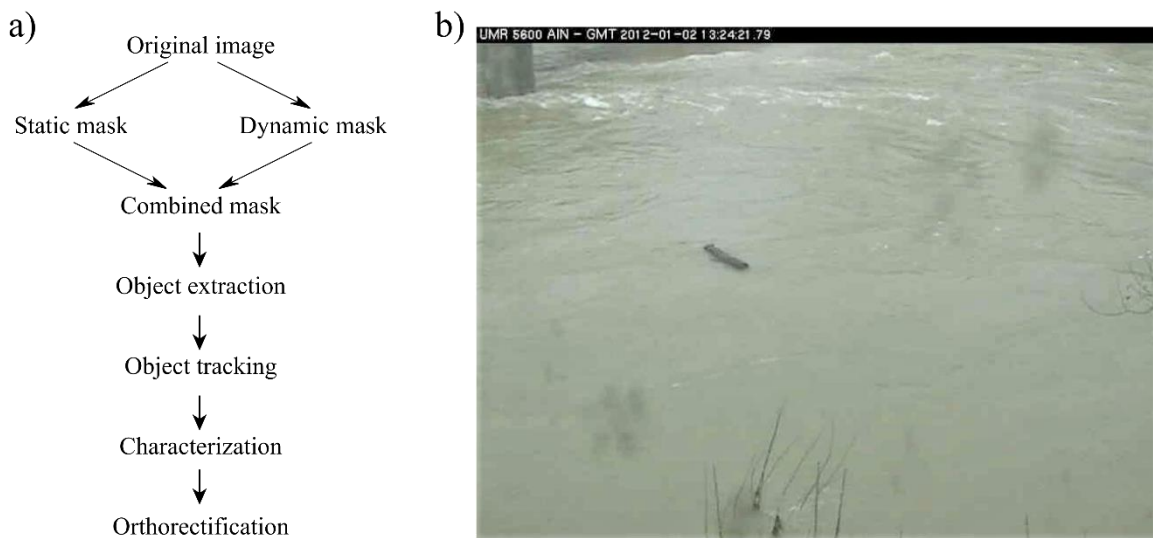 a)
Original image
Static mask
Dynamic mask
Combined mask
Object extraction
Object tracking
Characterization
Orthorectification
b)
UMR 5600 AIN - GMT 2012-01-02 13:24:21.79